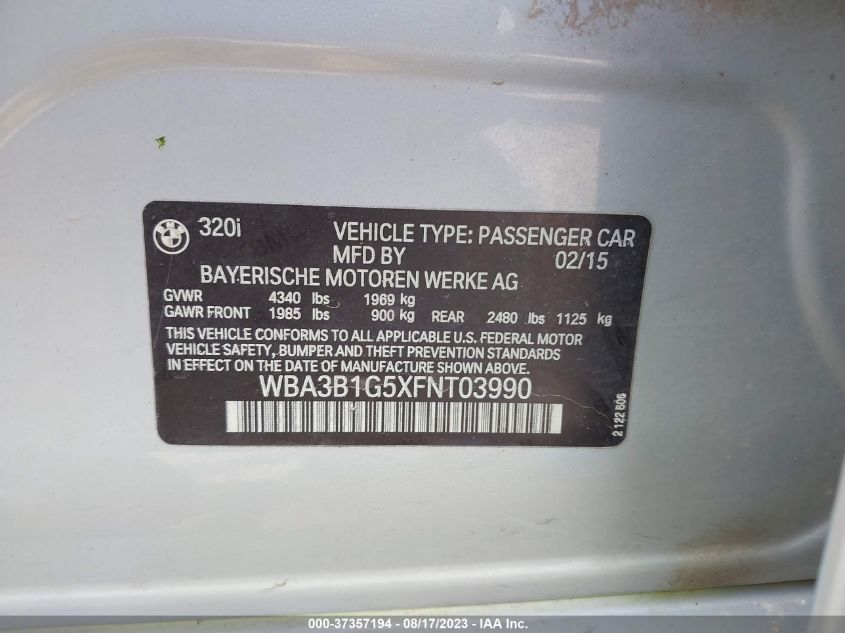 320i
VEHICLE TYPE: PASSENGER CAR
MFD BY 02/15
BAYERISCHE MOTOREN WERKE AG
GVWR 4340 lbs 1969 kg
GAWR FRONT 1985 lbs 900 kg REAR 2480 lbs 1125 kg
THIS VEHICLE CONFORMS TO ALL APPLICABLE U.S. FEDERAL MOTOR
VEHICLE SAFETY, BUMPER AND THEFT PREVENTION STANDARDS
IN EFFECT ON THE DATE OF MANUFACTURE SHOWN ABOVE.
WBA3B1G5XFNT03990
2122606
000-37357194 - 08/17/2023 - © IAA Inc.